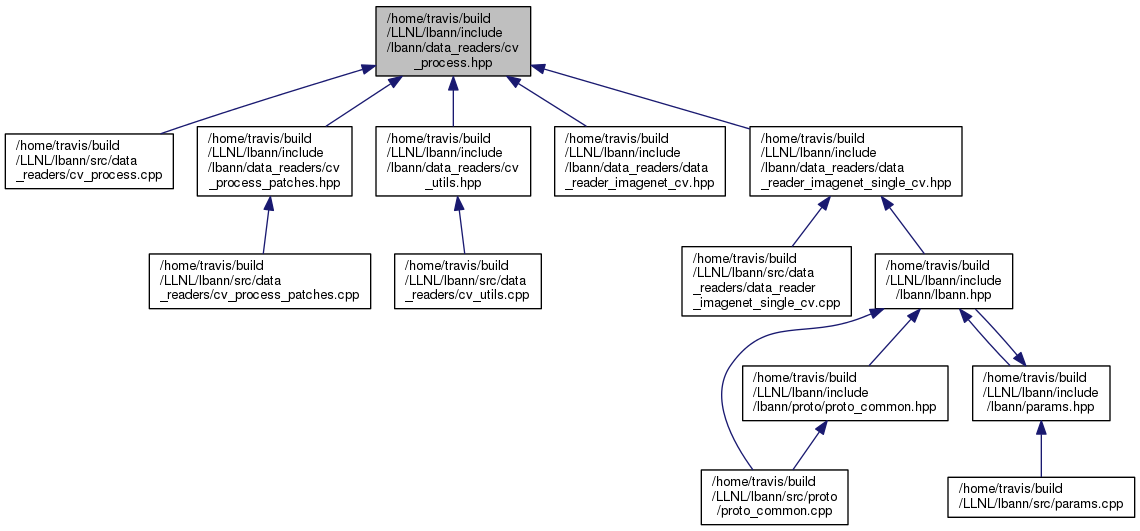 /home/travis/build
/LLNL/lbann/include
/lbann/data_readers/cv
_process.hpp
/home/travis/build
/LLNL/lbann/src/data
_readers/cv_process.cpp
/home/travis/build
/LLNL/lbann/include
/lbann/data_readers/cv
_process_patches.hpp
/home/travis/build
/LLNL/lbann/include
/lbann/data_readers/cv
_utils.hpp
/home/travis/build
/LLNL/lbann/include
/lbann/data_readers/data
_reader_imagenet_cv.hpp
/home/travis/build
/LLNL/lbann/include
/lbann/data_readers/data
_reader_imagenet_single_cv.hpp
/home/travis/build
/LLNL/lbann/src/data
_readers/cv_process_patches.cpp
/home/travis/build
/LLNL/lbann/src/data
_readers/cv_utils.cpp
/home/travis/build
/LLNL/lbann/src/data
_readers/data_reader
_imagenet_single_cv.cpp
/home/travis/build
/LLNL/lbann/include
/lbann/lbann.hpp
/home/travis/build
/LLNL/lbann/include
/lbann/proto/proto_common.hpp
/home/travis/build
/LLNL/lbann/include
/lbann/params.hpp
/home/travis/build
/LLNL/lbann/src/proto
/proto_common.cpp
/home/travis/build
/LLNL/lbann/src/params.cpp